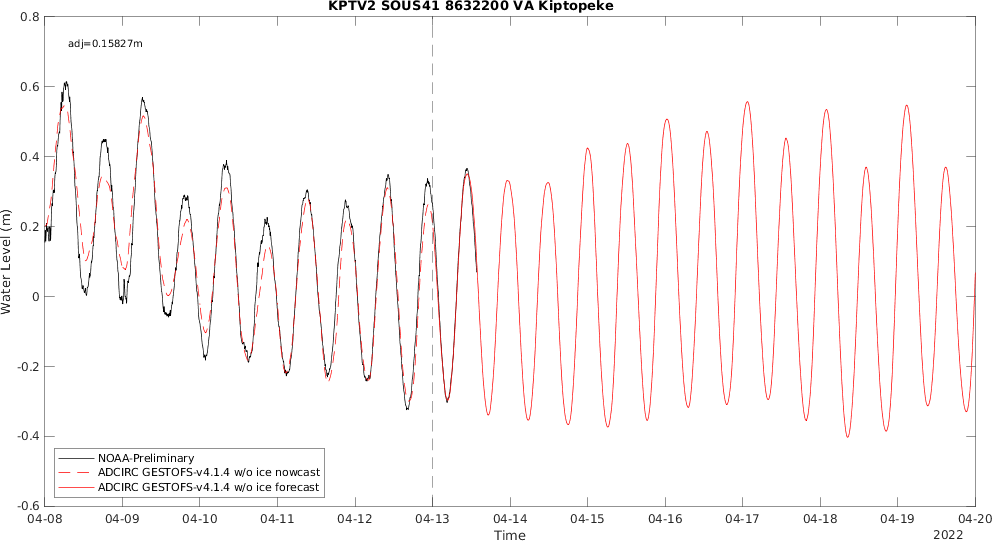 KPTV2 SOUS41 8632200 VA Kiptopeke
adj=0.15827m
0.8
0.6
0.4
0.2
0
-0.2
-0.4
-0.6
Water Level (m)
NOAA-Preliminary
ADCIRC GESTOFS-v4.1.4 w/o ice nowcast
ADCIRC GESTOFS-v4.1.4 w/o ice forecast
04-08 04-09 04-10 04-11 04-12 04-13 04-14 04-15 04-16 04-17 04-18 04-19 04-20
Time
2022